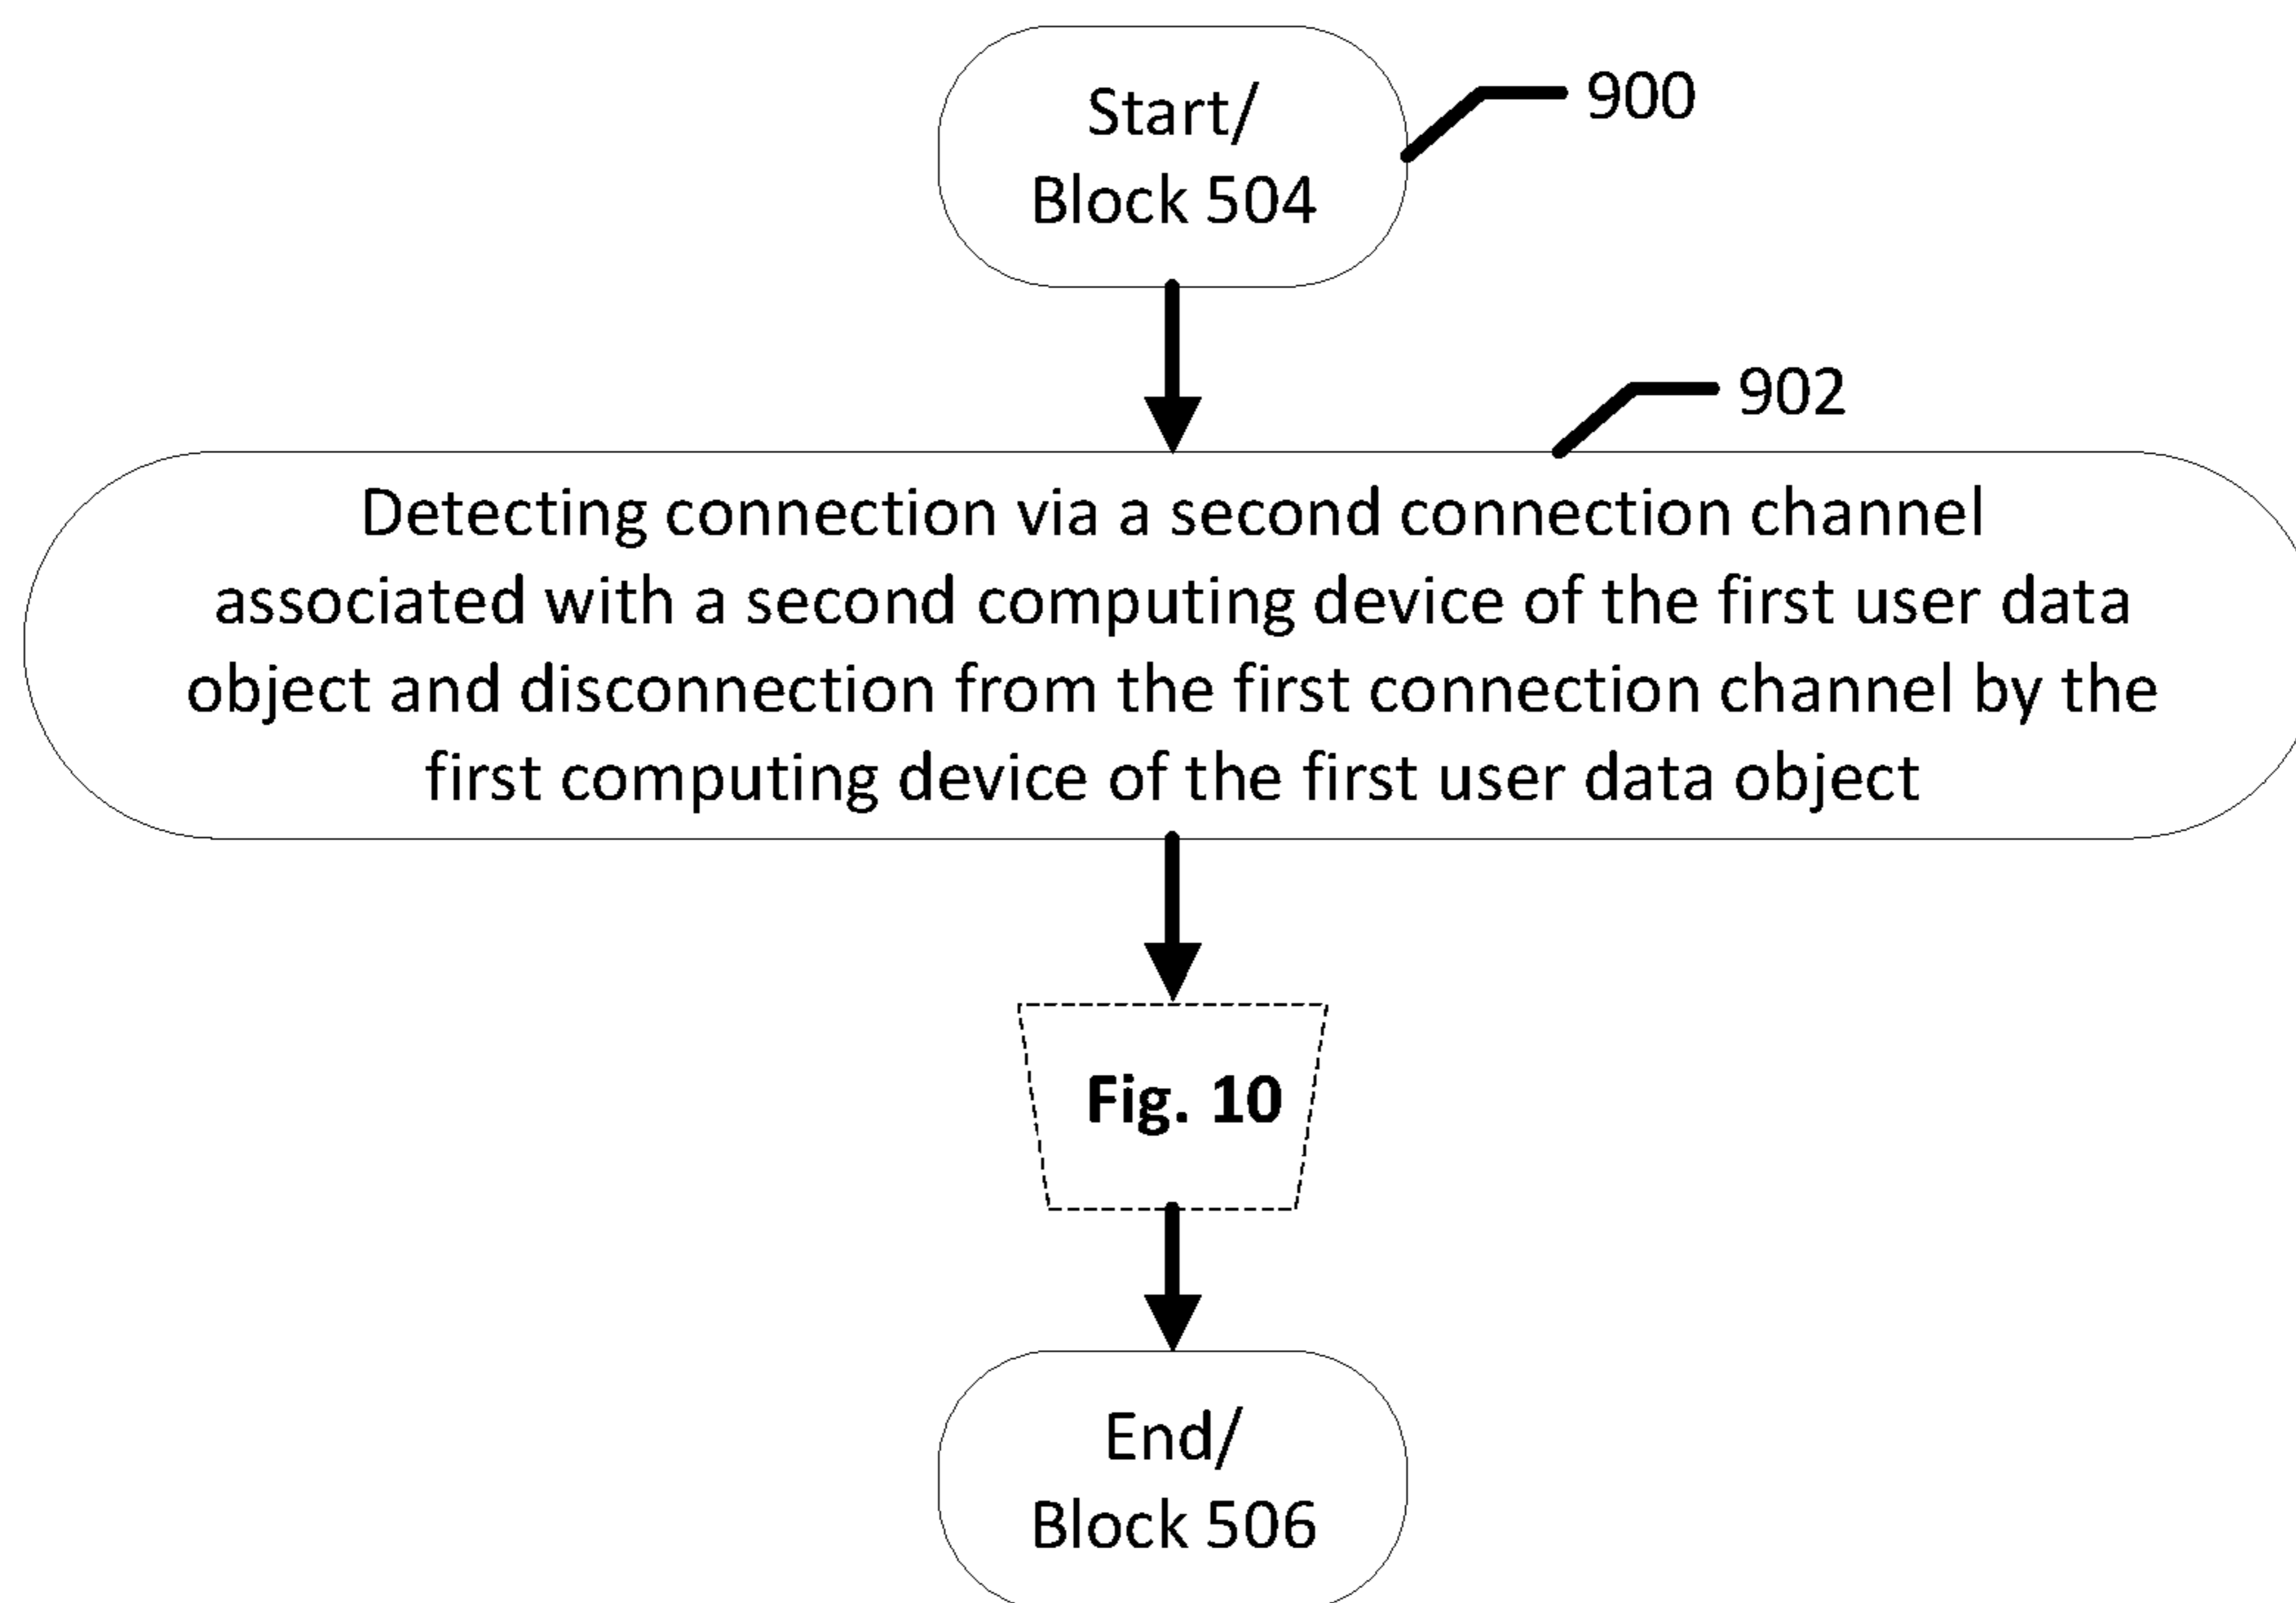 Start/
Block 504
900
902
Detecting connection via a second connection channel
associated with a second computing device of the first user data
object and disconnection from the first connection channel by the
first computing device of the first user data object
Fig. 10
End/
Block 506